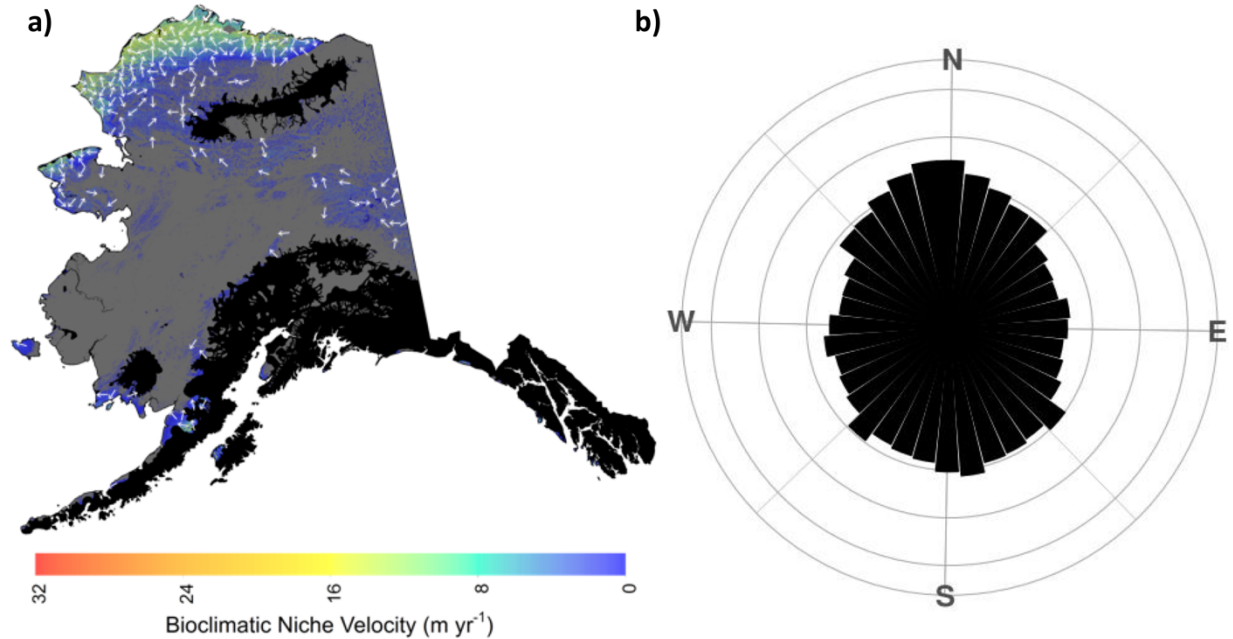 a)
b)
N
W
E
S
32
24
16
8
0
Bioclimatic Niche Velocity (m yr-1)